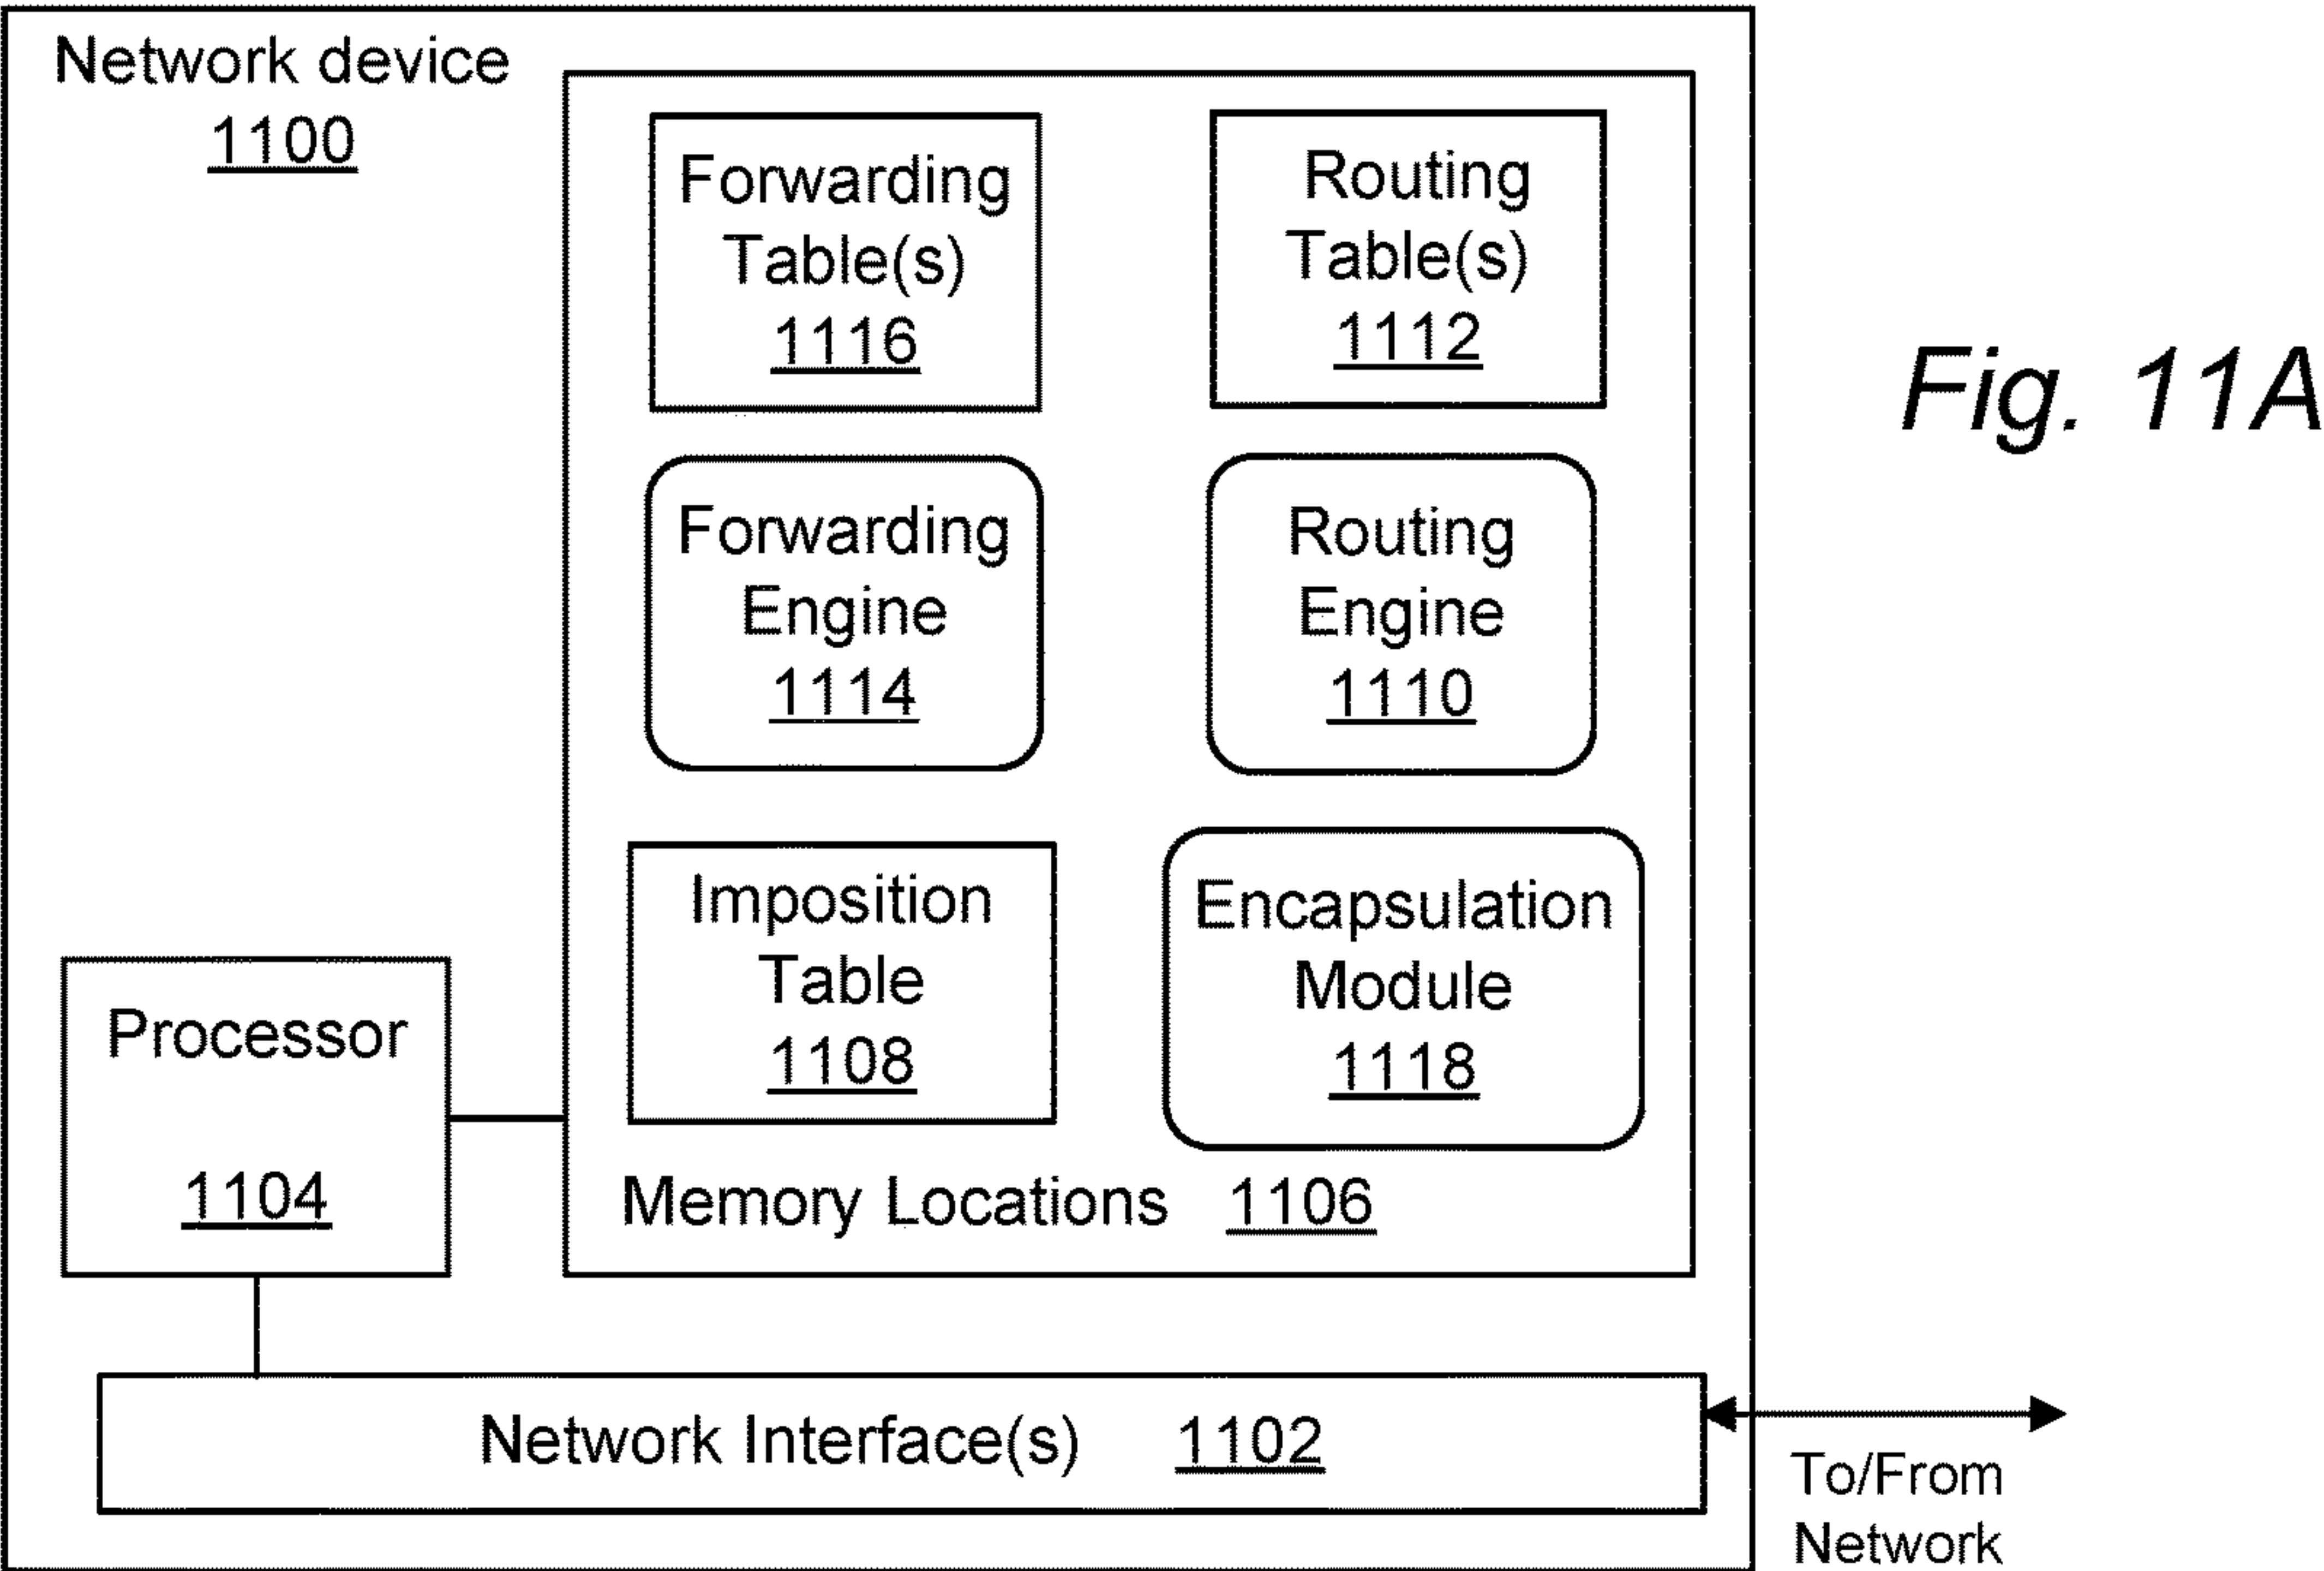 Network device
1100
Forwarding
Table(s)
1116
Routing
Table(s)
1112
Fig. 11A
Forwarding
Engine
1114
Routing
Engine
1110
Imposition
Table
1108
Encapsulation
Module
1118
Processor
1104
Memory Locations 1106
Network Interface(s) 1102
To/From
Network